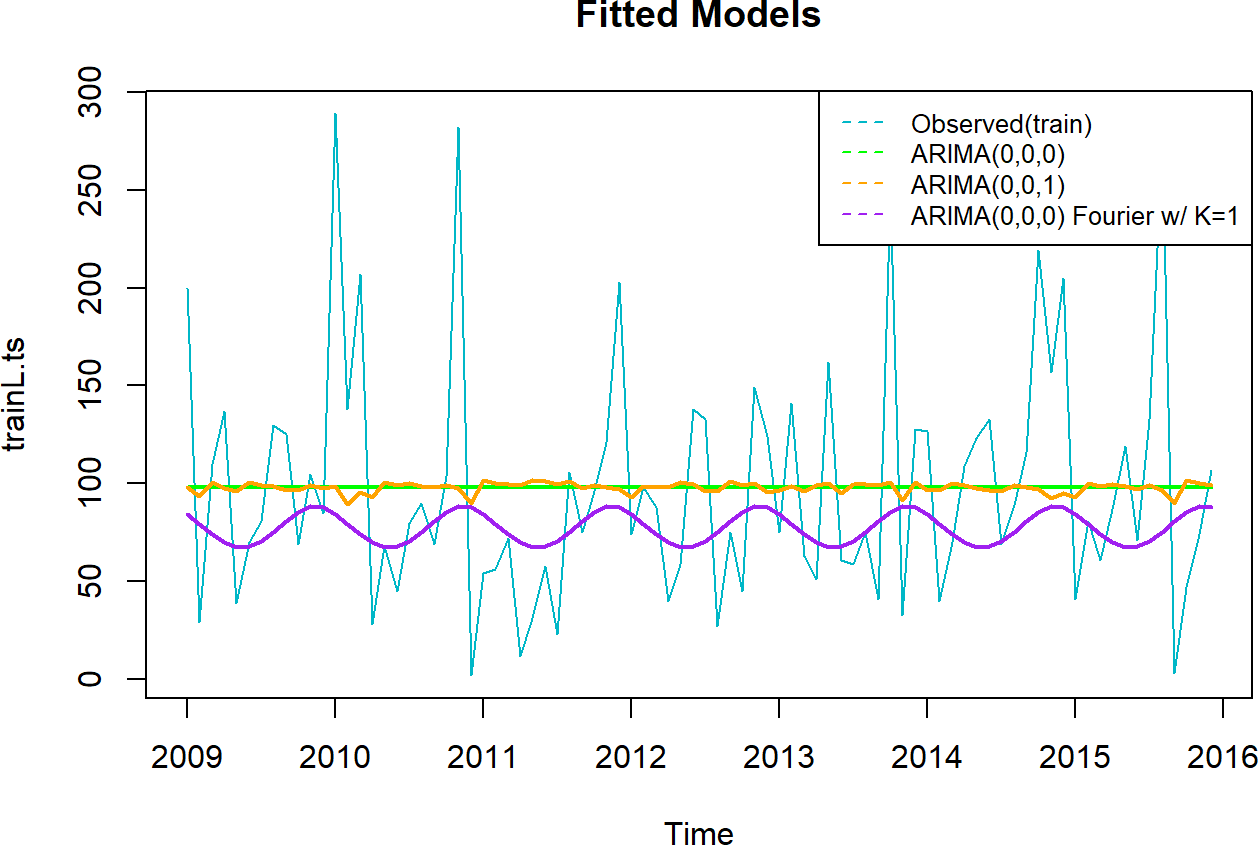 Fitted Models
300
250
200
150
100
50
0
trainL.ts
Observed(train)
ARIMA(0,0,0)
ARIMA(0,0,1)
ARIMA(0,0,0) Fourier w/ K=1
2009 2010 2011 2012 2013 2014 2015 2016
Time